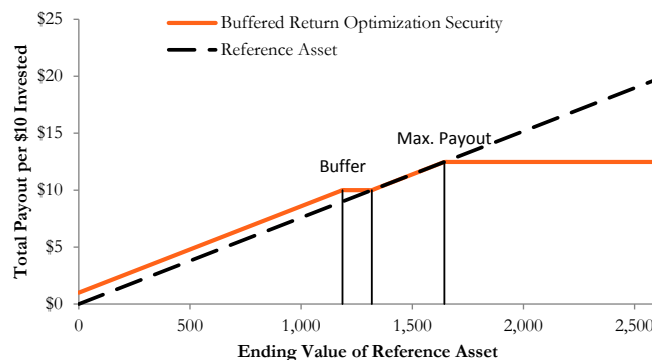 $25
Buffered Return Optimization Security
Reference Asset
$20
$15
Max. Payout
Buffer
$10
$5
$0
0 500 1,000 1,500 2,000 2,500
Total Payout per $10 Invested
Ending Value of Reference Asset